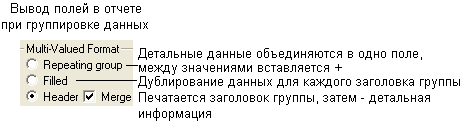 Вывод полей в отчете
при группировке данных
Multi-Valued Format
Детальные данные объединяются в одно поле,
Repeating group
между значениями вставляется +
Filled
Дублирование данных для каждого заголовка группы
Header Merge
Печатается заголовок группы, затем - детальная
информация